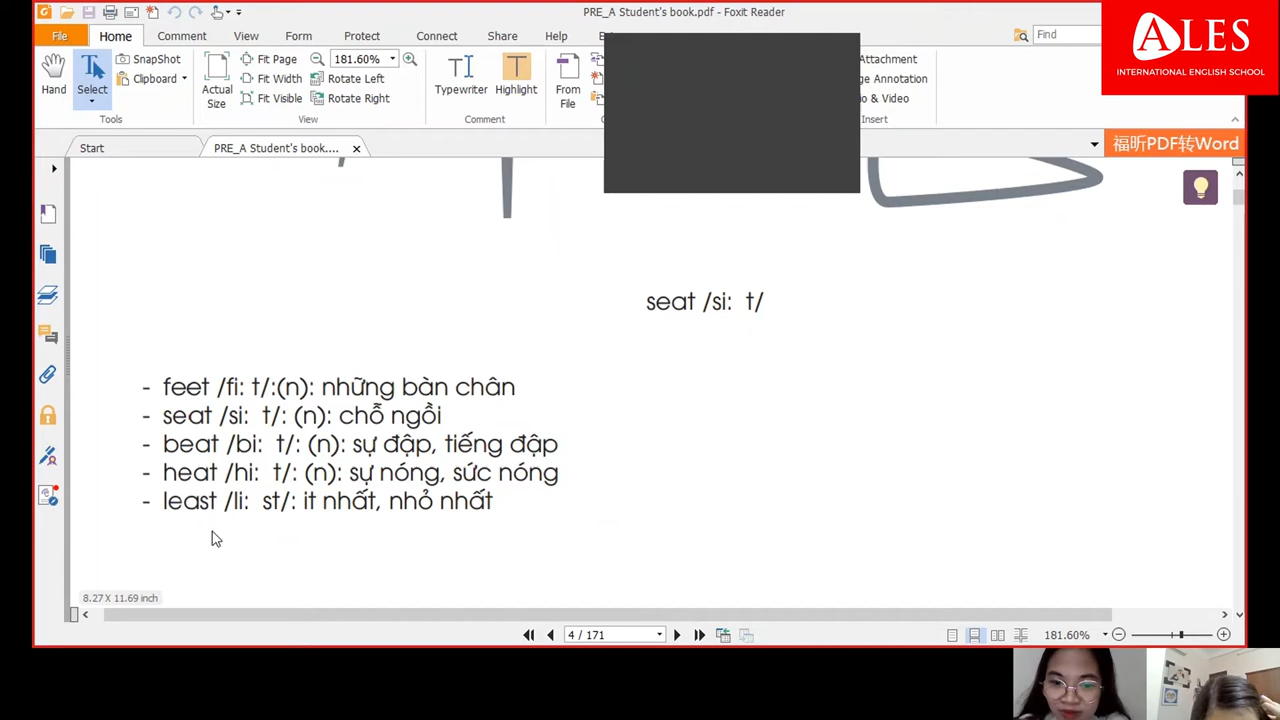 PRE_A Student's book.pdf - Foxit Reader
ALES
INTERNATIONAL ENGLISH SCHOOL
File Home Comment View Form Protect Connect Share Help
Find
Hand
Select
SnapShot
Clipboard
Tools
Actual Size
Fit Page
Fit Width
Fit Visible
181.60%
Rotate Left
Rotate Right
View
Typewriter
Highlight
Comment
From File
Attachment
Annotation
& Video
Insert
Start
PRE_A Student's book....
福昕PDF转Word
seat /si: t/
- feet /fi: t/:(n): những bàn chân
- seat /si: t/: (n): chỗ ngồi
- beat /bi: t/: (n): sự đập, tiếng đập
- heat /hi: t/: (n): sự nóng, sức nóng
- least /li: st/: it nhất, nhỏ nhất
8.27 X 11.69 inch
4 / 171
181.60%